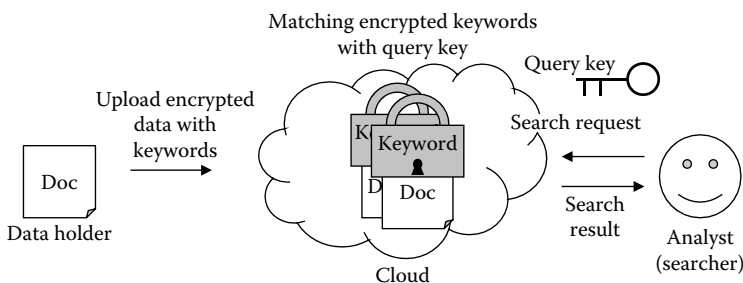 Matching encrypted keywords
with query key
Query key
Upload encrypted
data with
keywords
Search request
Ke
Keyword
Doc
D
Doc
Search
result
Data holder
Analyst
(searcher)
Cloud